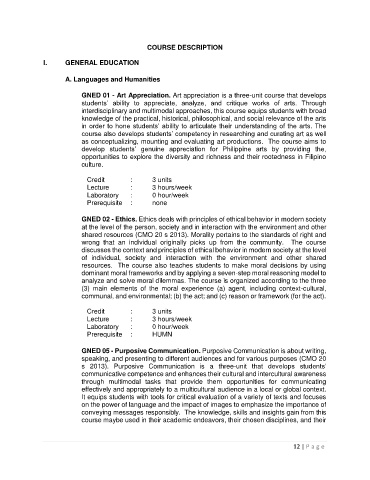 COURSE DESCRIPTION
I. GENERAL EDUCATION
A. Languages and Humanities
GNED 01 - Art Appreciation. Art appreciation is a three-unit course that develops
students' ability to appreciate, analyze, and critique works of arts. Through
interdisciplinary and multimodal approaches, this course equips students with broad
knowledge of the practical, historical, philosophical, and social relevance of the arts
in order to hone students' ability to articulate their understanding of the arts. The
course also develops students' competency in researching and curating art as well
as conceptualizing, mounting and evaluating art productions. The course aims to
develop students' genuine appreciation for Philippine arts by providing the,
opportunities to explore the diversity and richness and their rootedness in Filipino
culture.
Credit : 3 units
Lecture : 3 hours/week
Laboratory : 0 hour/week
Prerequisite : none
GNED 02 - Ethics. Ethics deals with principles of ethical behavior in modern society
at the level of the person, society and in interaction with the environment and other
shared resources (CMO 20 s 2013). Morality pertains to the standards of right and
wrong that an individual originally picks up from the community. The course
discusses the context and principles of ethical behavior in modern society at the level
of individual, society and interaction with the environment and other shared
resources. The course also teaches students to make moral decisions by using
dominant moral frameworks and by applying a seven-step moral reasoning model to
analyze and solve moral dilemmas. The course is organized according to the three
(3) main elements of the moral experience (a) agent, including context-cultural,
communal, and environmental; (b) the act; and (c) reason or framework (for the act).
Credit : 3 units
Lecture : 3 hours/week
Laboratory : 0 hour/week
Prerequisite : HUMN
GNED 05 - Purposive Communication. Purposive Communication is about writing,
speaking, and presenting to different audiences and for various purposes (CMO 20
s 2013). Purposive Communication is a three-unit that develops students'
communicative competence and enhances their cultural and intercultural awareness
through multimodal tasks that provide them opportunities for communicating
effectively and appropriately to a multicultural audience in a local or global context.
It equips students with tools for critical evaluation of a variety of texts and focuses
on the power of language and the impact of images to emphasize the importance of
conveying messages responsibly. The knowledge, skills and insights gain from this
course maybe used in their academic endeavors, their chosen disciplines, and their
12 | P a g e